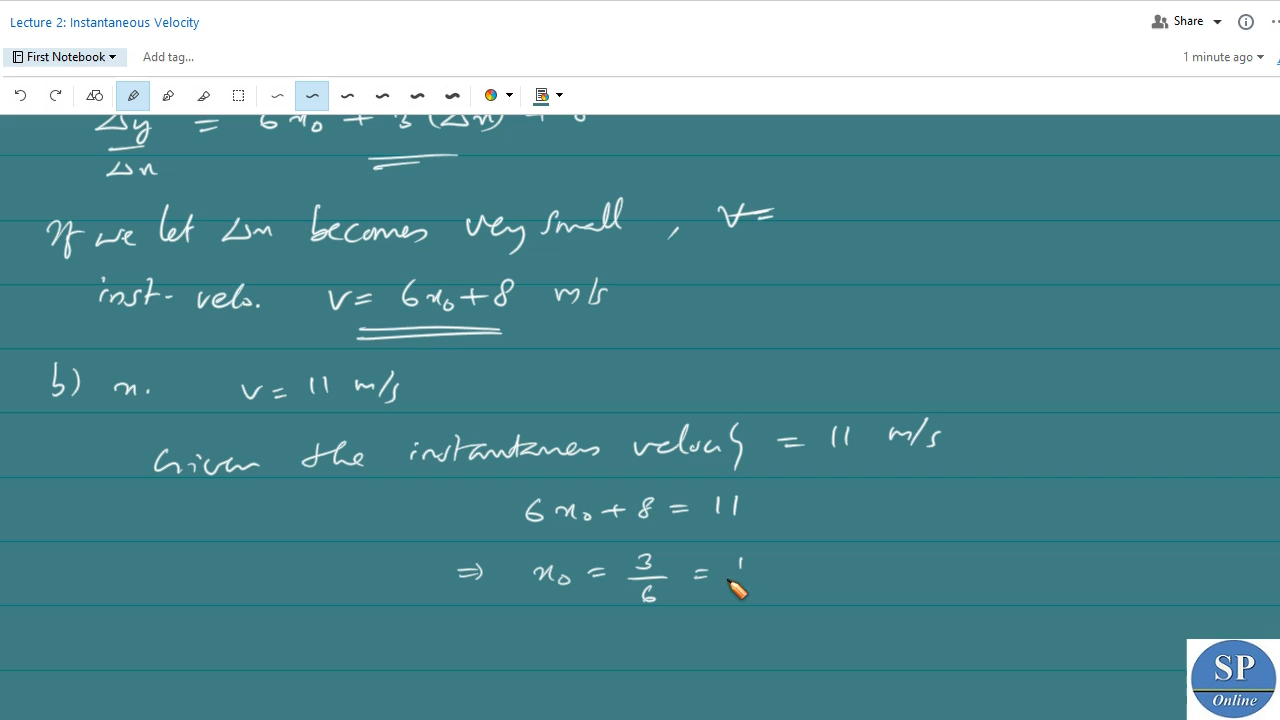 Lecture 2: Instantaneous Velocity
Share
First Notebook
Add tag...
1 minute ago
Δy/Δx = 6x₀ + 3(Δx) + 8
If we let Δx becomes very small, v=
inst- velo. v = 6x₀+8 m/s
b) x. v = 11 m/s
Given the instantaneous velocity = 11 m/s
6x₀ + 8 = 11
⇒ x₀ = 3/6 = 1
SP
Online